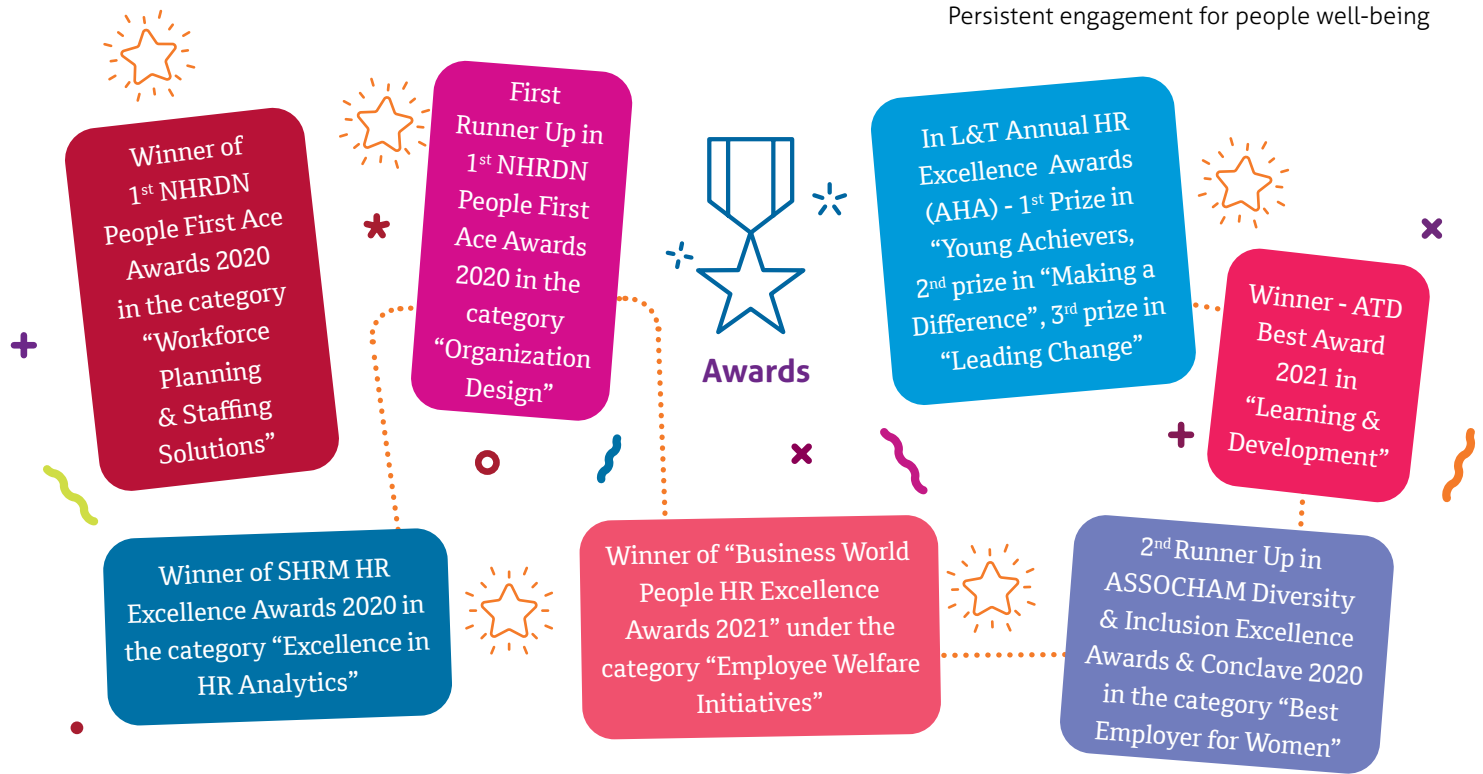 Persistent engagement for people well-being
Winner of
1st NHRDN
People First Ace
Awards 2020
in the category
“Workforce
Planning
& Staffing
Solutions”
First
Runner Up in
1st NHRDN
People First
Ace Awards
2020 in the
category
“Organization
Design”
Awards
In L&T Annual HR
Excellence Awards
(AHA) - 1st Prize in
“Young Achievers,
2nd prize in “Making a
Difference”, 3rd prize in
“Leading Change”
Winner - ATD
Best Award
2021 in
“Learning &
Development”
Winner of SHRM HR
Excellence Awards 2020 in
the category “Excellence in
HR Analytics”
Winner of “Business World
People HR Excellence
Awards 2021” under the
category “Employee Welfare
Initiatives”
2nd Runner Up in
ASSOCHAM Diversity
& Inclusion Excellence
Awards & Conclave 2020
in the category “Best
Employer for Women”